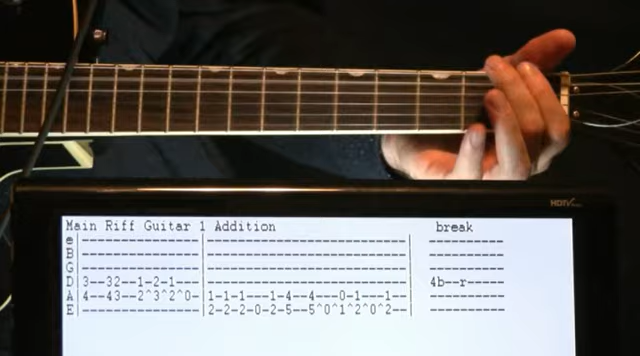 HDTV
Main Riff Guitar 1 Addition break
e|-----------------|-----------------------------| -----------
B|-----------------|-----------------------------| -----------
G|-----------------|-----------------------------| -----------
D|3--32--1-2-1---|-----------------------------| 4b--r------
A|4--43--2^3^2^0-|1-1-1---1-4--4---0-1---1--| -----------
E|-----------------|2-2-2-0-2-5--5^0^1^2^0^2--| -----------